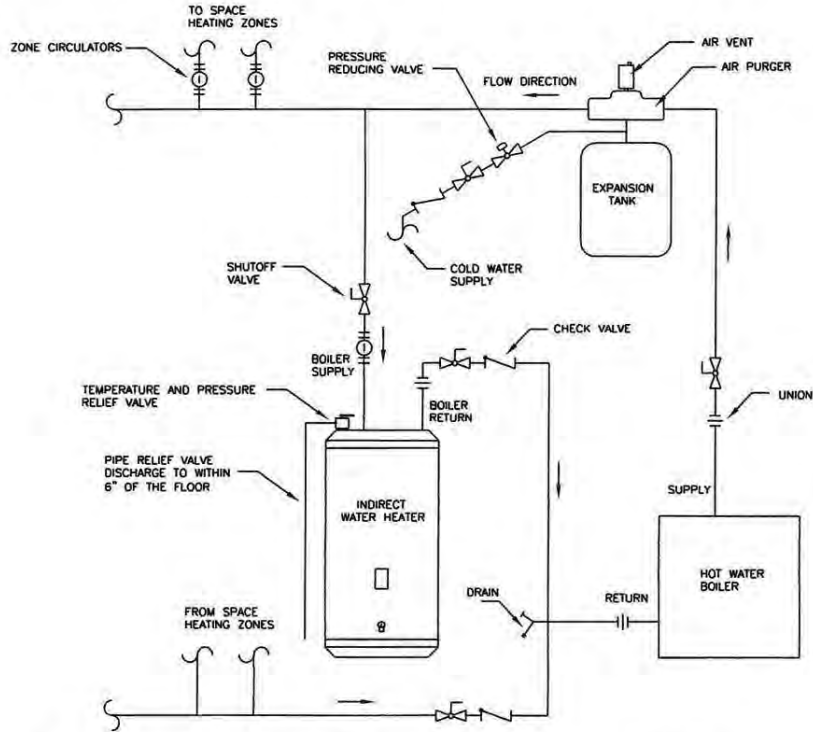 TO SPACE
HEATING ZONES
ZONE CIRCULATORS
PRESSURE
REDUCING VALVE
FLOW DIRECTION
AIR VENT
AIR PURGER
EXPANSION
TANK
COLD WATER
SUPPLY
SHUTOFF
VALVE
BOILER
SUPPLY
CHECK VALVE
TEMPERATURE AND PRESSURE
RELIEF VALVE
BOILER
RETURN
UNION
PIPE RELIEF VALVE
DISCHARGE TO WITHIN
6" OF THE FLOOR
SUPPLY
INDIRECT
WATER HEATER
HOT WATER
BOILER
DRAIN
RETURN
FROM SPACE
HEATING ZONES